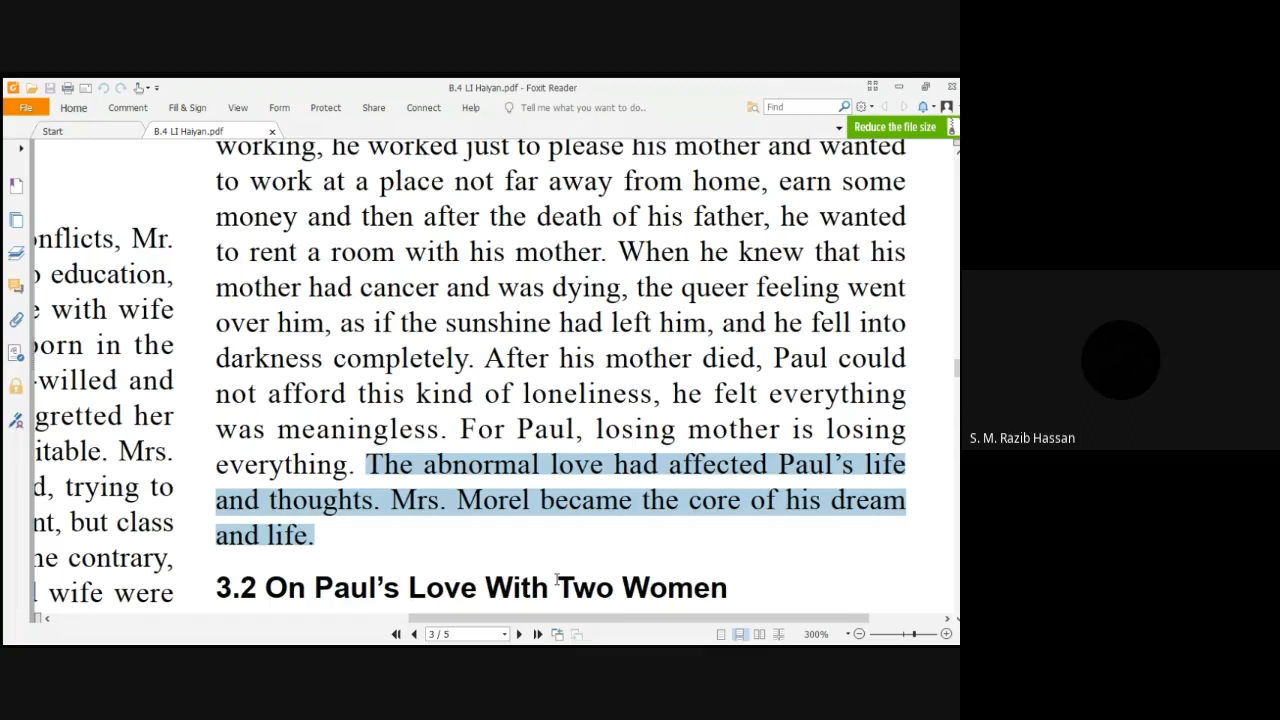 B.4 LI Haiyan.pdf - Foxit Reader
File Home Comment Fill & Sign View Form Protect Share Connect Help Tell me what you want to do.. Find
Start B.4 LI Haiyan.pdf Reduce the file size
onflicts, Mr.
education,
e with wife
born in the
-willed and
gretted her
itable. Mrs.
d, trying to
nt, but class
ne contrary,
wife were
working, he worked just to please his mother and wanted
to work at a place not far away from home, earn some
money and then after the death of his father, he wanted
to rent a room with his mother. When he knew that his
mother had cancer and was dying, the queer feeling went
over him, as if the sunshine had left him, and he fell into
darkness completely. After his mother died, Paul could
not afford this kind of loneliness, he felt everything
was meaningless. For Paul, losing mother is losing
everything. The abnormal love had affected Paul's life
and thoughts. Mrs. Morel became the core of his dream
and life.
3.2 On Paul's Love With Two Women
3 / 5 300%
S. M. Razib Hassan